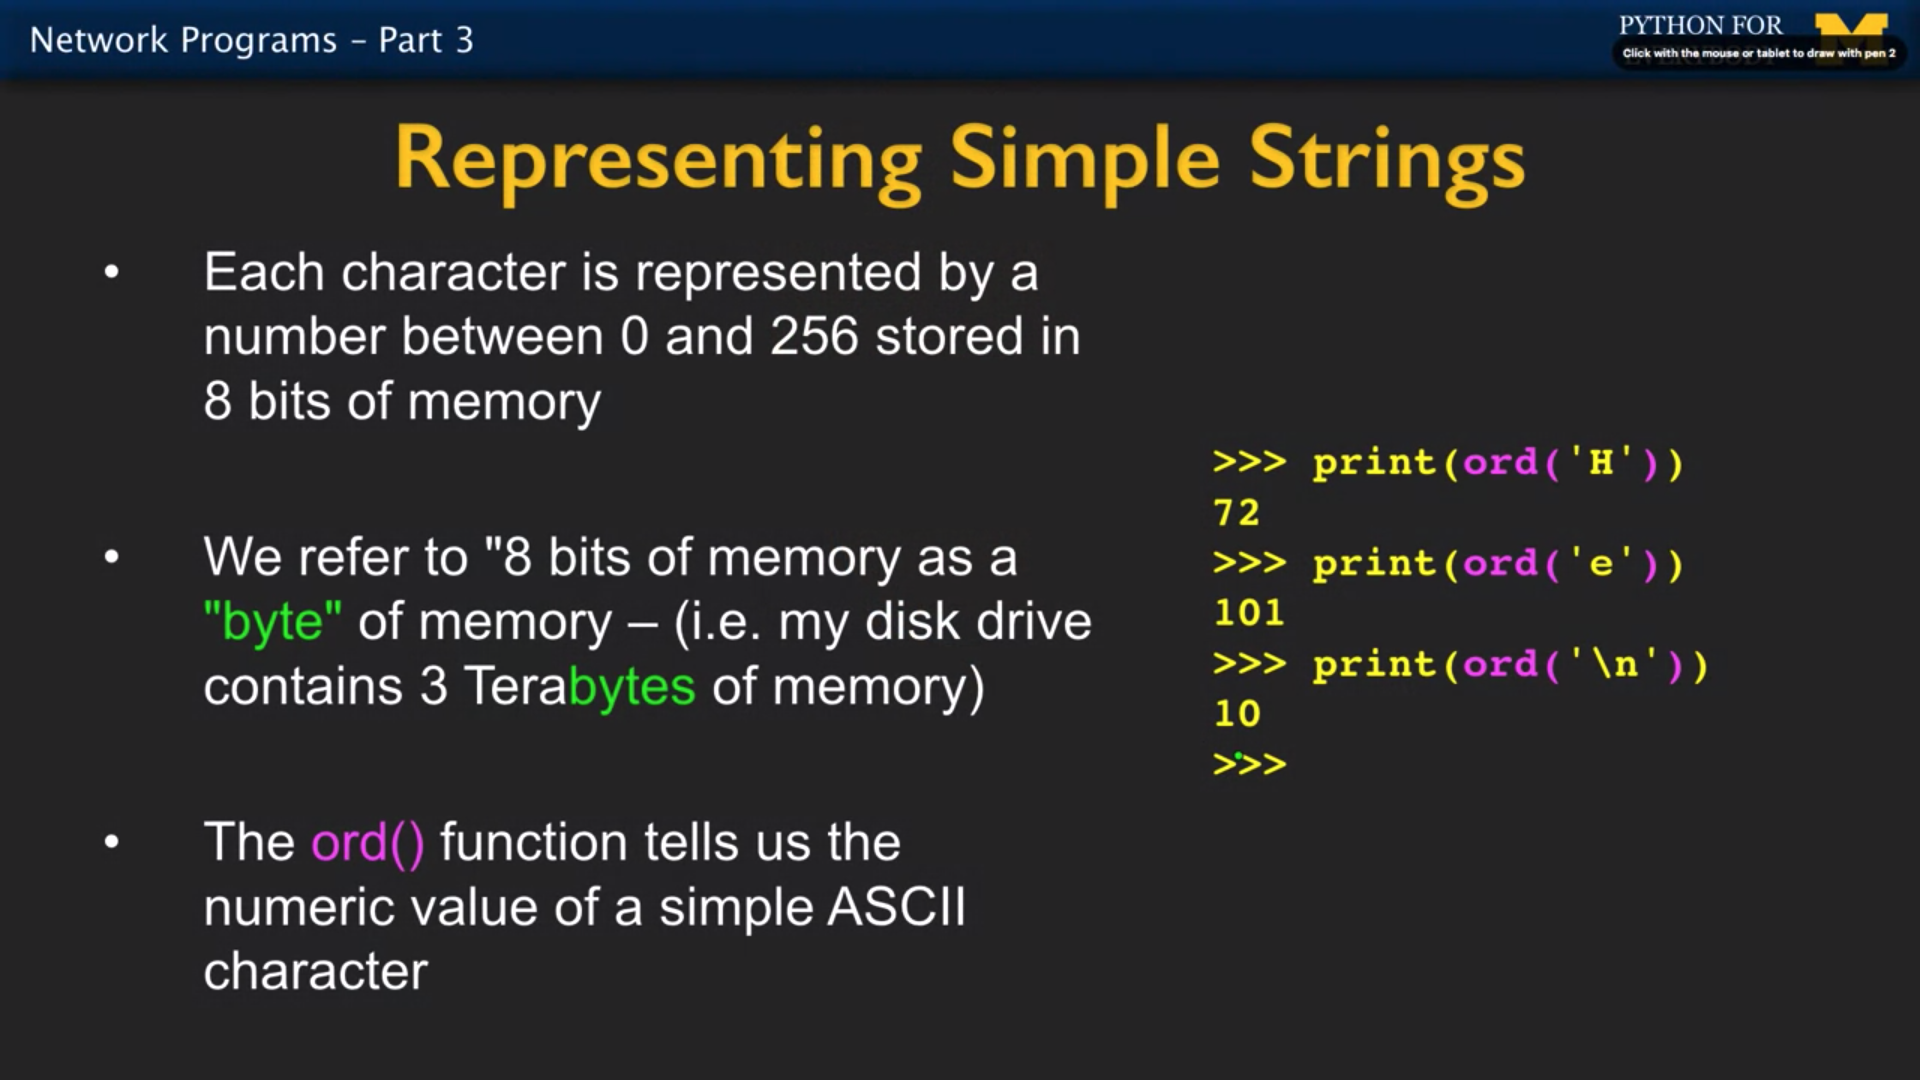 Network Programs – Part 3
PYTHON FOR
Click with the mouse or tablet to draw with pen 2
EVERYBODY
Representing Simple Strings
• Each character is represented by a
number between 0 and 256 stored in
8 bits of memory
• We refer to "8 bits of memory as a
"byte" of memory – (i.e. my disk drive
contains 3 Terabytes of memory)
• The ord() function tells us the
numeric value of a simple ASCII
character
>>> print(ord('H'))
72
>>> print(ord('e'))
101
>>> print(ord('\n'))
10
>>>